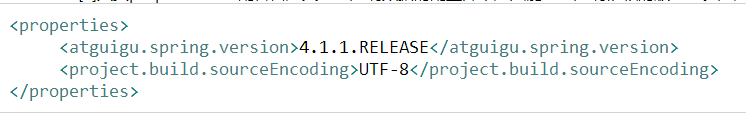 <properties>
    <atguigu.spring.version>4.1.1.RELEASE</atguigu.spring.version>
    <project.build.sourceEncoding>UTF-8</project.build.sourceEncoding>
</properties>